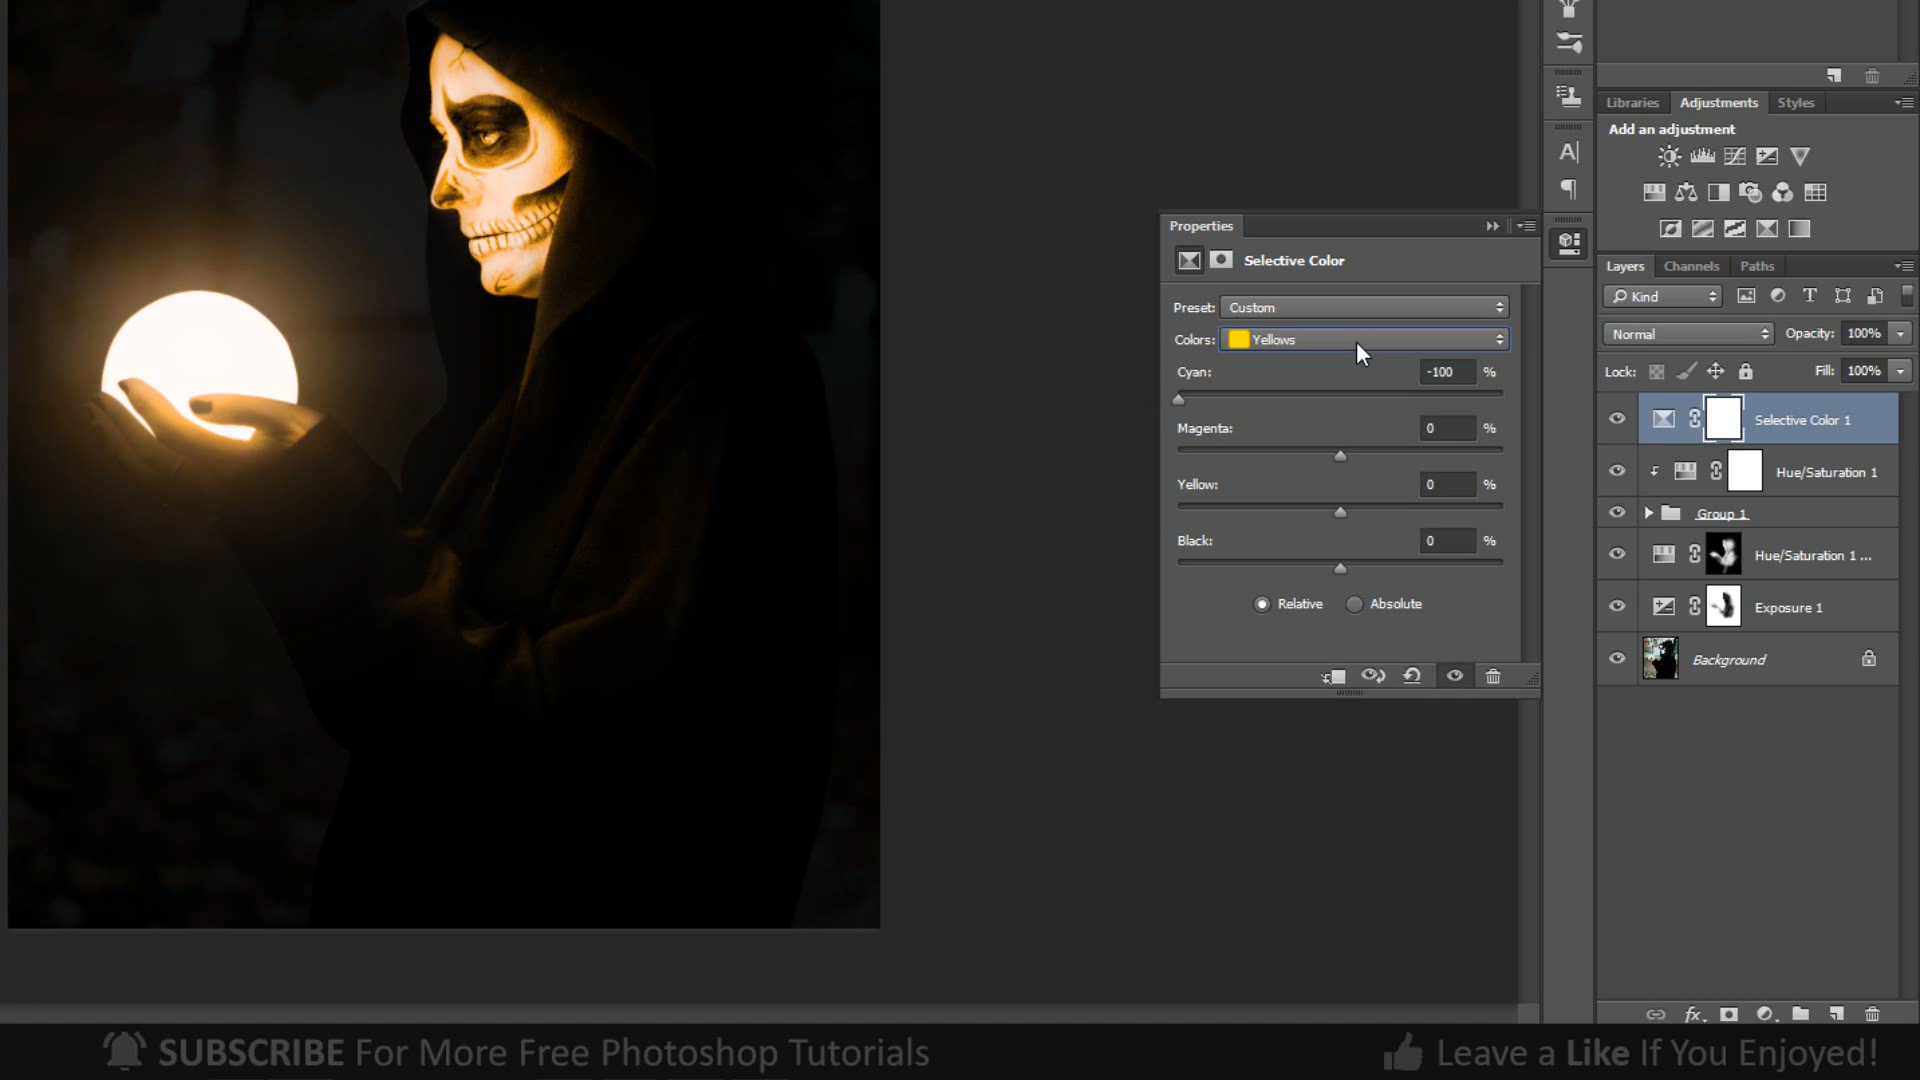 Libraries Adjustments Styles
Add an adjustment
Properties
Selective Color
Preset: Custom
Colors: Yellows
Cyan: -100 %
Magenta: 0 %
Yellow: 0 %
Black: 0 %
Relative Absolute
Layers Channels Paths
Kind
Normal Opacity: 100%
Lock: Fill: 100%
Selective Color 1
Hue/Saturation 1
Group 1
Hue/Saturation 1 ...
Exposure 1
Background
SUBSCRIBE For More Free Photoshop Tutorials
Leave a Like If You Enjoyed!